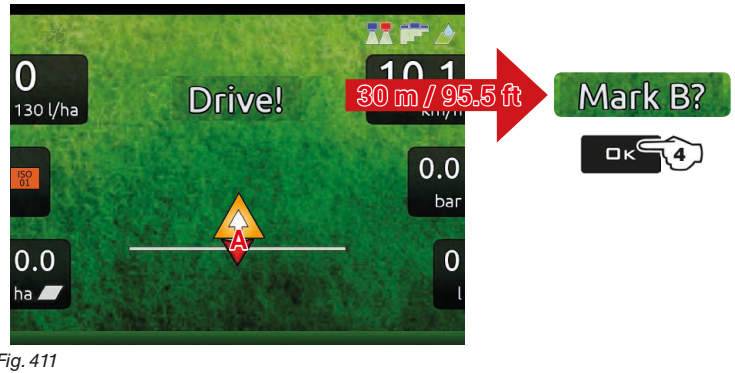 0
130 l/ha
Drive!
10.1
km/h
30 m / 95.5 ft
Mark B?
OK
4
ISO
01
0.0
bar
A
0.0
ha
0
l
Fig. 411